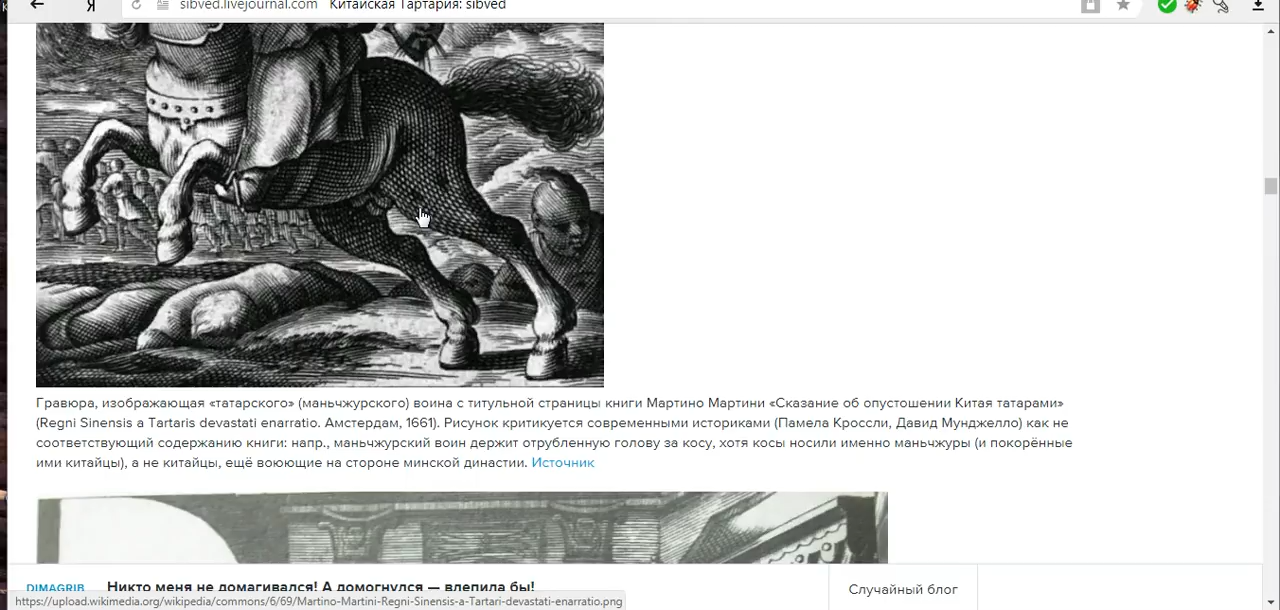 Я sibved.livejournal.com Китайская Тартария: sibved
Гравюра, изображающая «татарского» (маньчжурского) воина с титульной страницы книги Мартино Мартини «Сказание об опустошении Китая татарами»
(Regni Sinensis a Tartaris devastati enarratio. Амстердам, 1661). Рисунок критикуется современными историками (Памела Кроссли, Давид Мунджелло) как не
соответствующий содержанию книги: напр., маньчжурский воин держит отрубленную голову за косу, хотя косы носили именно маньчжуры (и покорённые
ими китайцы), а не китайцы, ещё воюющие на стороне минской династии. Источник
DIMAGRIB Никто меня не домагивался! А домогнулся — влепила бы! Случайный блог
https://upload.wikimedia.org/wikipedia/commons/6/69/Martino-Martini-Regni-Sinensis-a-Tartari-devastati-enarratio.png